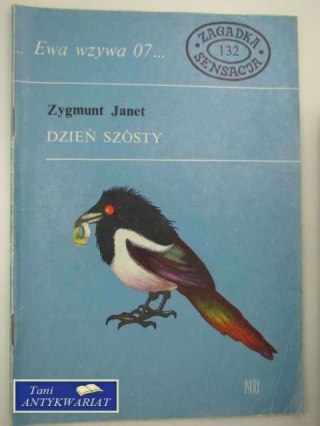 ... Ewa wzywa 07...
ZAGADKA
132
SENSACJA
Zygmunt Janet
DZIEŃ SZÓSTY
Tani
ANTYKWARIAT